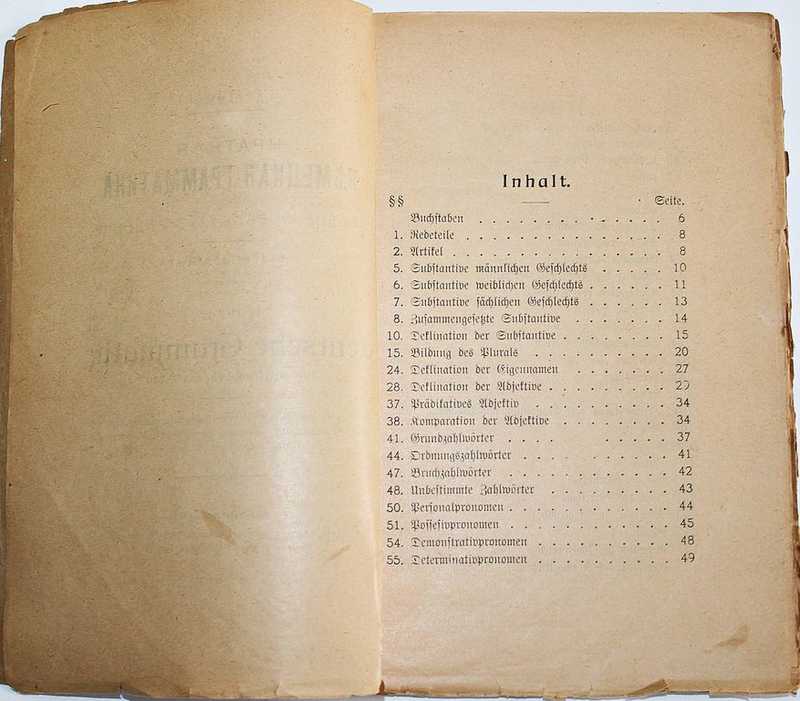 Inhalt.
§§ Seite.
Buchstaben . . . . . . . . . . . . . 6
1. Redeteile . . . . . . . . . . . . . . 8
2. Artikel . . . . . . . . . . . . . . . 8
5. Substantive männlichen Geschlechts . . . . . 10
6. Substantive weiblichen Geschlechts . . . . . . 11
7. Substantive sächlichen Geschlechts . . . . . . 13
8. Zusammengesetzte Substantive . . . . . . . 14
10. Deklination der Substantive . . . . . . . . 15
15. Bildung des Plurals . . . . . . . . . . 20
24. Deklination der Eigennamen . . . . . . . 27
28. Deklination der Adjektive . . . . . . . . . 29
37. Prädikatives Adjektiv . . . . . . . . . . 34
38. Komparation der Adjektive . . . . . . . . 34
41. Grundzahlwörter . . . . . . . . . 37
44. Ordnungszahlwörter . . . . . . . . . . . 41
47. Bruchzahlwörter . . . . . . . . . . . . 42
48. Unbestimmte Zahlwörter . . . . . . . . . 43
50. Personalpronomen . . . . . . . . . . . . 44
51. Possesivpronomen . . . . . . . . . . . . 45
54. Demonstrativpronomen . . . . . . . . . . 48
55. Determinativpronomen . . . . . . . . . . 49